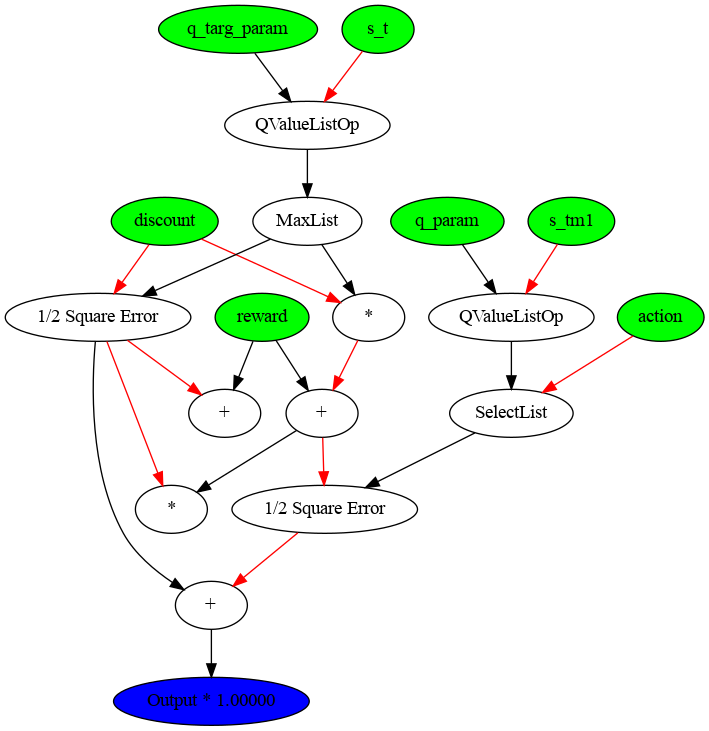 q_targ_param
s_t
QValueListOp
discount
MaxList
q_param
s_tm1
1/2 Square Error
reward
*
QValueListOp
action
+
+
SelectList
*
1/2 Square Error
+
Output * 1.00000